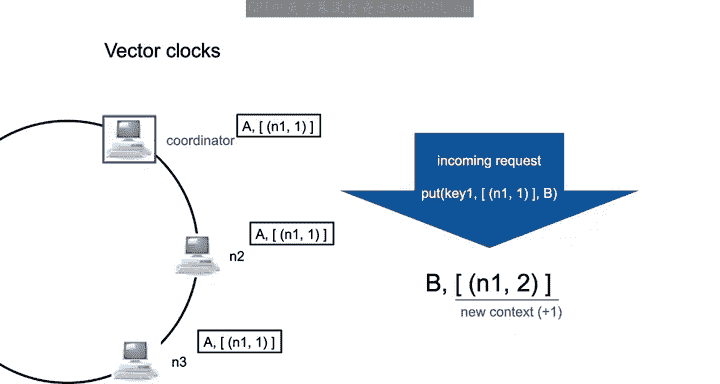 Vector clocks
coordinator
A, [ (n1, 1) ]
n2
A, [ (n1, 1) ]
n3
A, [ (n1, 1) ]
incoming request
put(key1, [ (n1, 1) ], B)
B, [ (n1, 2) ]
new context (+1)